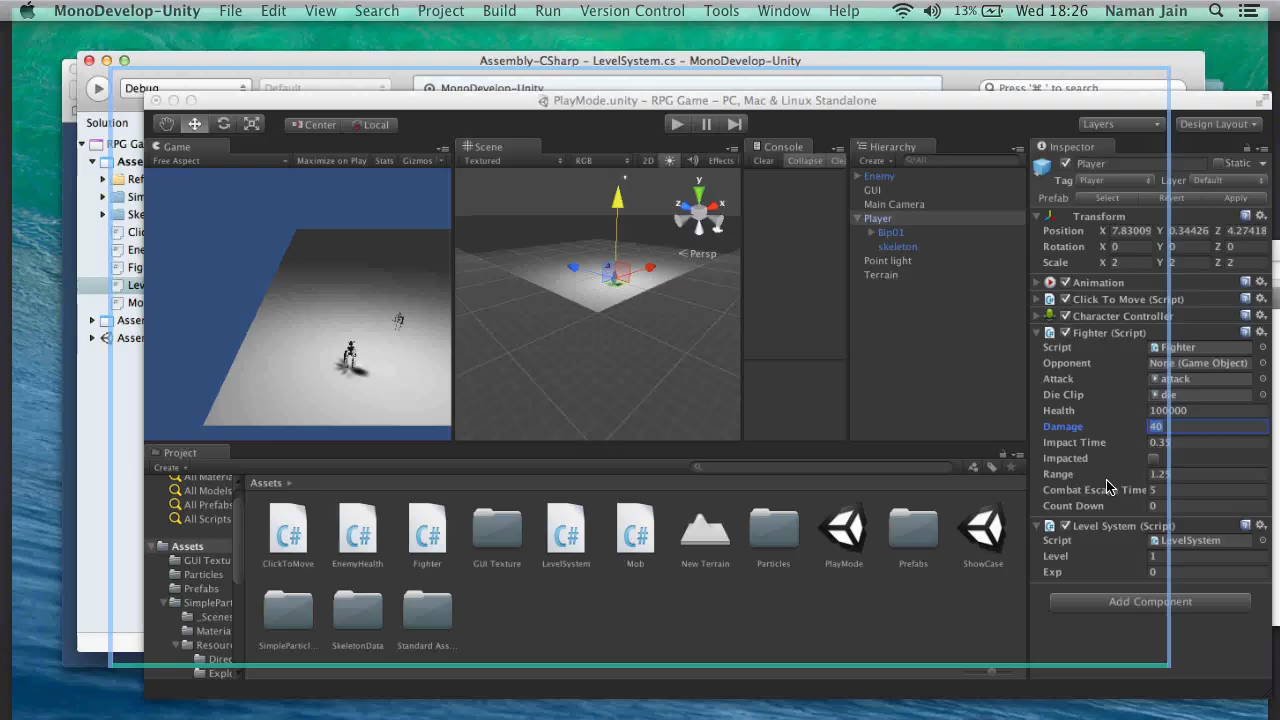 MonoDevelop-Unity File Edit View Search Project Build Run Version Control Tools Window Help 13% Wed 18:26 Naman Jain
Assembly-CSharp – LevelSystem.cs – MonoDevelop-Unity
Debug Default MonoDevelop-Unity Press '⌘.' to search
PlayMode.unity – RPG Game – PC, Mac & Linux Standalone
Solution
RPG Ga
Asse
Ref
Sim
Ske
Clic
Ene
Fig
Lev
Mo
Asse
Asse
Center Local Layers Design Layout
Game
Free Aspect Maximize on Play Stats Gizmos
Scene
Textured RGB 2D Effects
y
z x
Persp
Console
Clear Collapse Cle
Hierarchy
Create All
Enemy
GUI
Main Camera
Player
Bip01
skeleton
Point light
Terrain
Inspector
Player Static
Tag Player Layer Default
Prefab Select Revert Apply
Transform
Position X 7.83009 Y 0.34426 Z 4.27418
Rotation X 0 Y 0 Z 0
Scale X 2 Y 2 Z 2
Animation
Click To Move (Script)
Character Controller
Fighter (Script)
Script Fighter
Opponent None (Game Object)
Attack attack
Die Clip die
Health 100000
Damage 40
Impact Time 0.35
Impacted
Range 1.25
Combat Escape Time 5
Count Down 0
Level System (Script)
Script LevelSystem
Level 1
Exp 0
Add Component
Project
Create
All Materia
All Models
All Prefabs
All Scripts
Assets
GUI Textu
Particles
Prefabs
SimplePart
_Scenes
Materia
Resour
Direc
Explo
Assets
ClickToMove EnemyHealth Fighter GUI Texture LevelSystem Mob New Terrain Particles PlayMode Prefabs ShowCase
SimpleParticl... SkeletonData Standard Ass...